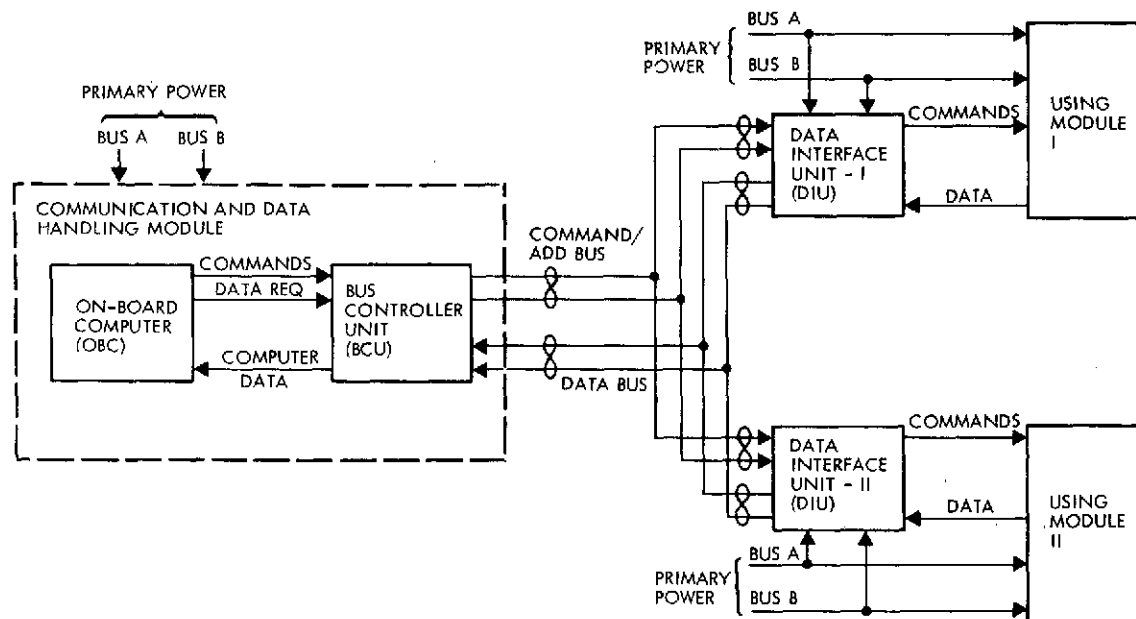 PRIMARY POWER
BUS A
BUS B
COMMUNICATION AND DATA
HANDLING MODULE
ON-BOARD
COMPUTER
(OBC)
COMMANDS
DATA REQ
COMPUTER
DATA
BUS
CONTROLLER
UNIT
(BCU)
COMMAND/
ADD BUS
DATA BUS
PRIMARY
POWER
BUS A
BUS B
DATA
INTERFACE
UNIT - I
(DIU)
COMMANDS
DATA
USING
MODULE
I
DATA
INTERFACE
UNIT - II
(DIU)
COMMANDS
DATA
USING
MODULE
II
PRIMARY
POWER
BUS A
BUS B